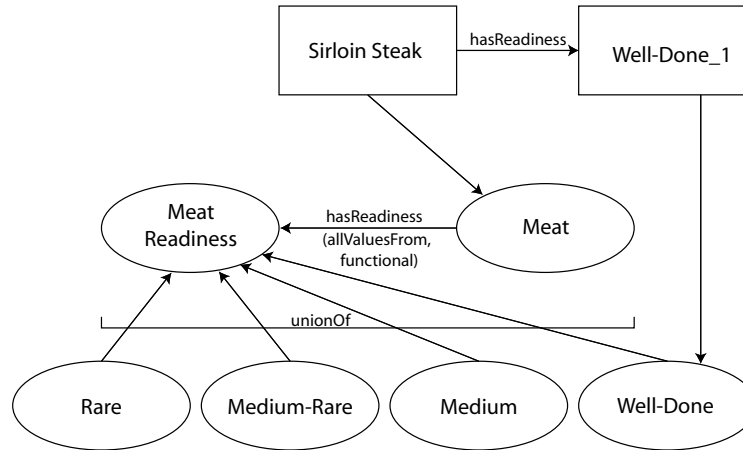 Sirloin Steak
hasReadiness
Well-Done_1
Meat
Readiness
hasReadiness
(allValuesFrom,
functional)
Meat
unionOf
Rare
Medium-Rare
Medium
Well-Done